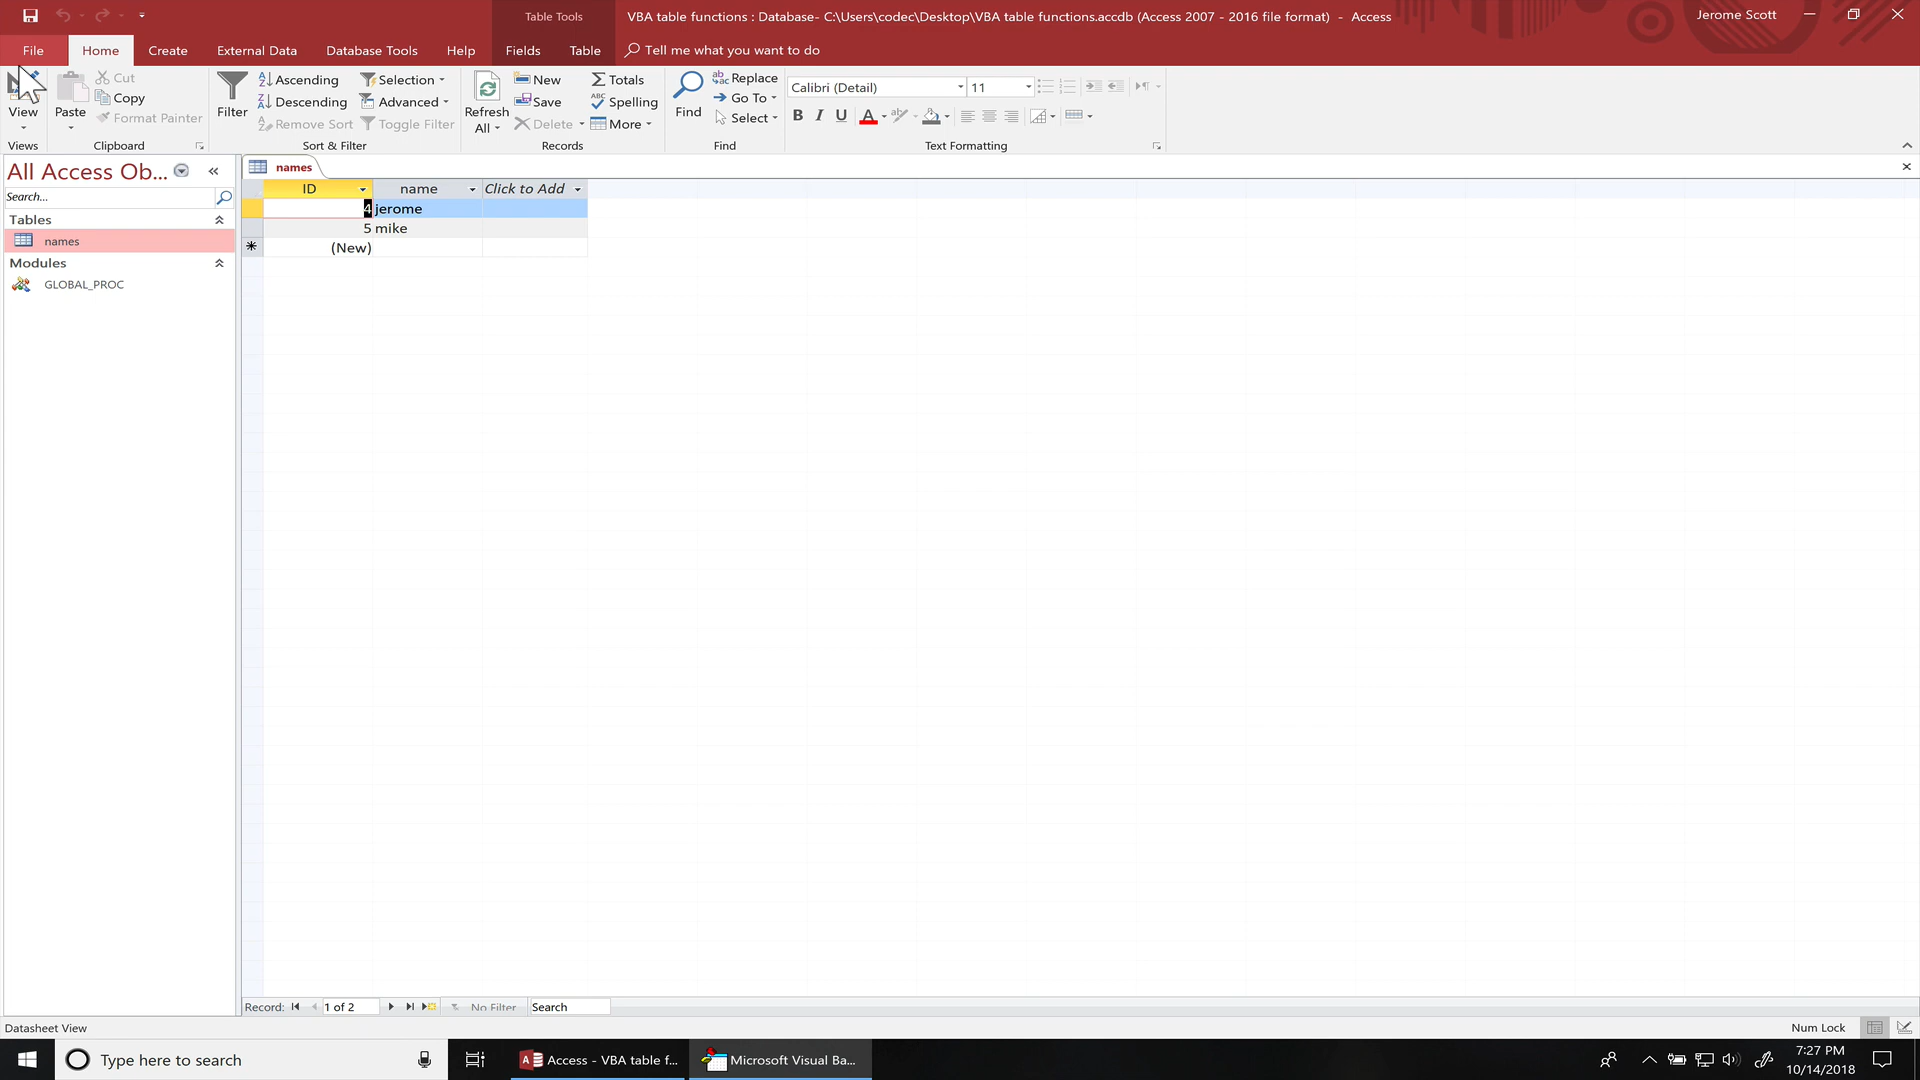 Table Tools
VBA table functions : Database- C:\Users\codec\Desktop\VBA table functions.accdb (Access 2007 - 2016 file format) - Access
Jerome Scott
File Home Create External Data Database Tools Help Fields Table Tell me what you want to do
View
Views
Paste
Cut
Copy
Format Painter
Clipboard
Filter
Ascending
Descending
Remove Sort
Selection
Advanced
Toggle Filter
Sort & Filter
Refresh
All
New
Save
Delete
Totals
Spelling
More
Records
Find
Replace
Go To
Select
Find
Calibri (Detail) 11
B I U A
Text Formatting
All Access Ob...
Search...
Tables
names
Modules
GLOBAL_PROC
names
ID name Click to Add
4 jerome
5 mike
(New)
Record: 1 of 2 No Filter Search
Datasheet View
Num Lock
Type here to search
Access - VBA table f...
Microsoft Visual Ba...
7:27 PM
10/14/2018